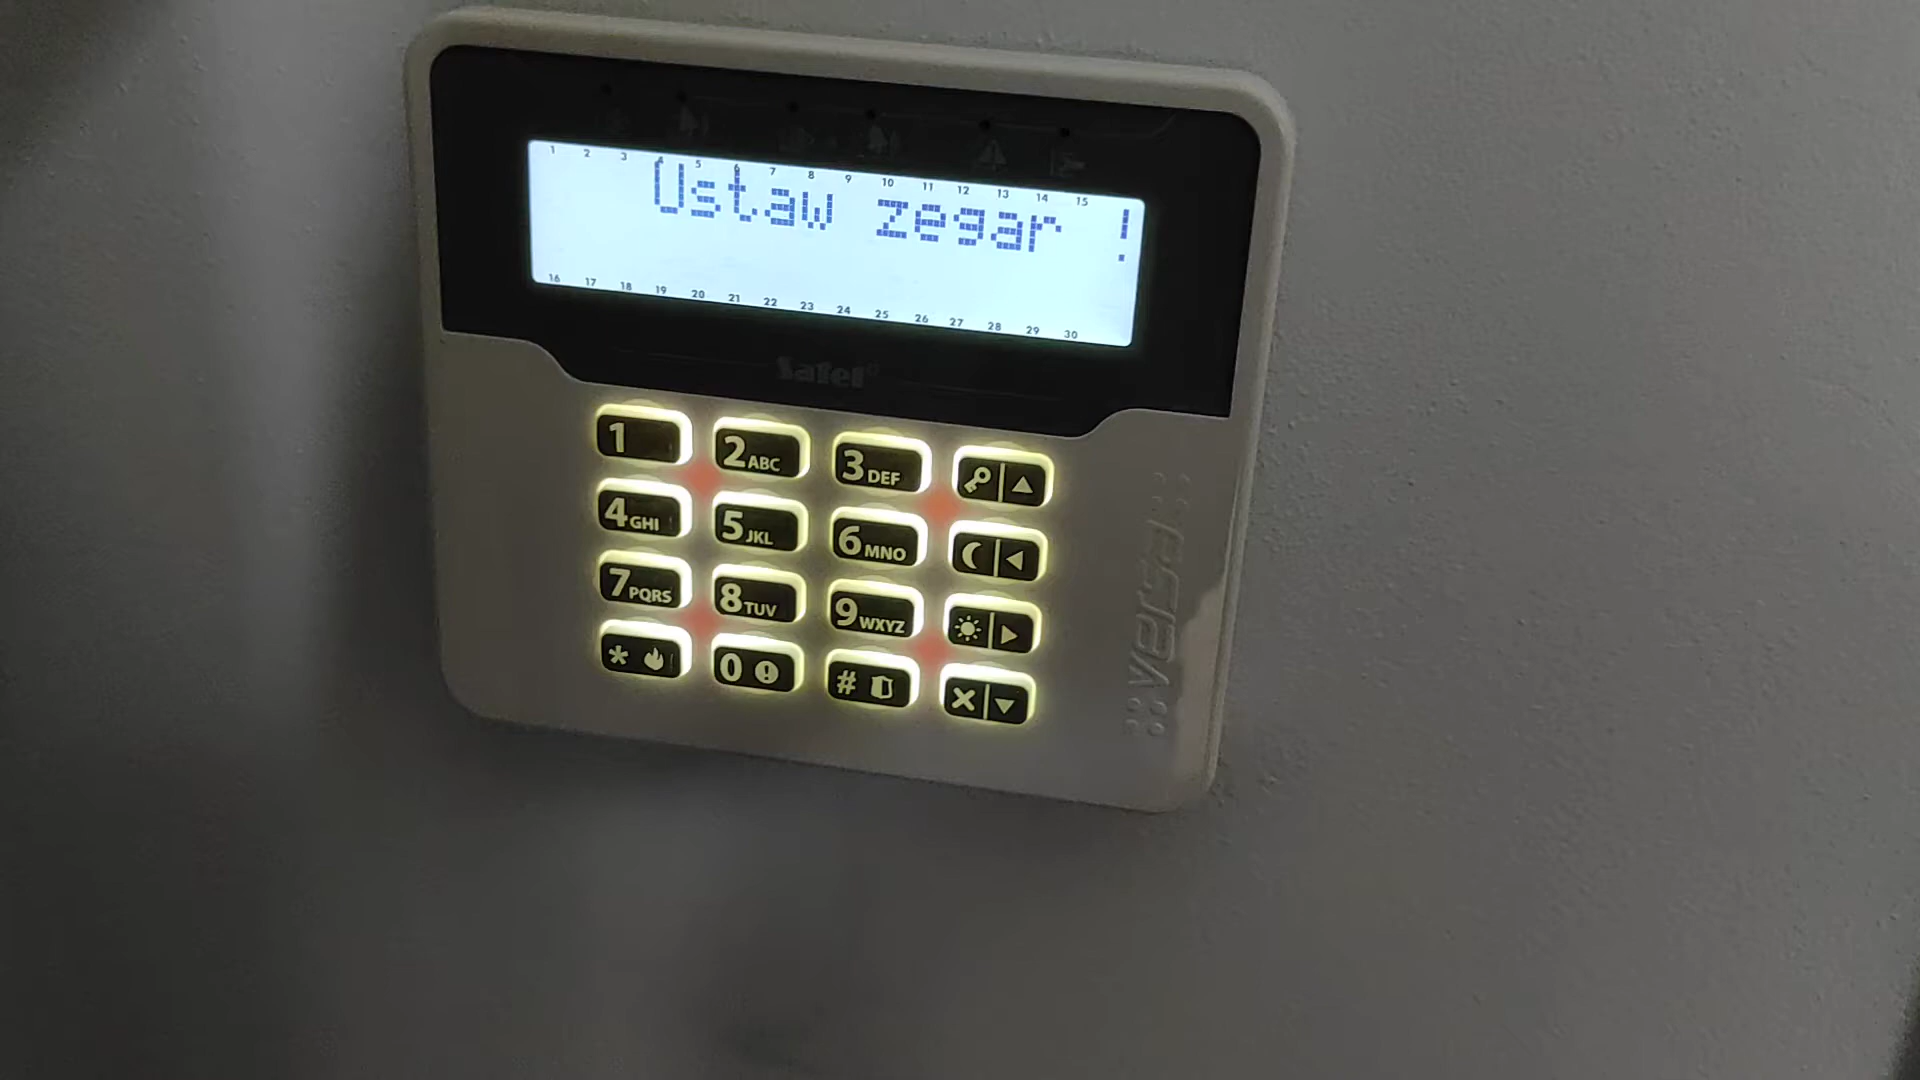 1 2 3 4 5 6 7 8 9 10 11 12 13 14 15
Ustaw zegar !
16 17 18 19 20 21 22 23 24 25 26 27 28 29 30
Satel®
1 2ABC 3DEF
4GHI 5JKL 6MNO
7PQRS 8TUV 9WXYZ
* 0 #
VERSA